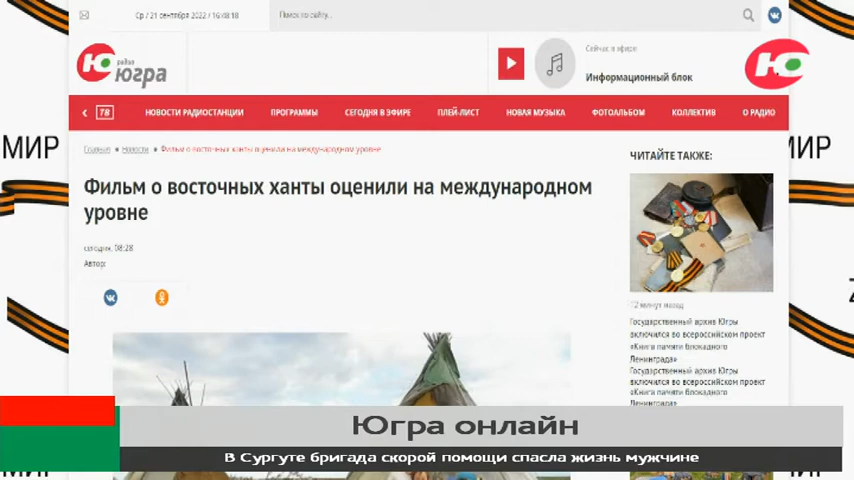 Ср / 21 сентября 2022 / 16:08:18
Поиск по сайту...
радио
Югра
Сейчас в эфире
Информационный блок
Ю
ТВ
НОВОСТИ РАДИОСТАНЦИИ
ПРОГРАММЫ
СЕГОДНЯ В ЭФИРЕ
ПЛЕЙ-ЛИСТ
НОВАЯ МУЗЫКА
ФОТОАЛЬБОМ
КОЛЛЕКТИВ
О РАДИО
МИР
МИР
Главная
Новости
Фильм о восточных ханты оценили на международном уровне
ЧИТАЙТЕ ТАКЖЕ:
Фильм о восточных ханты оценили на международном
уровне
сегодня, 08:28
Автор:
12 минут назад
Государственный архив Югры
включился во всероссийский проект
«Книга памяти блокадного
Ленинграда»
Государственный архив Югры
включился во всероссийский проект
«Книга памяти блокадного
Ленинграда»
Z
Югра онлайн
В Сургуте бригада скорой помощи спасла жизнь мужчине